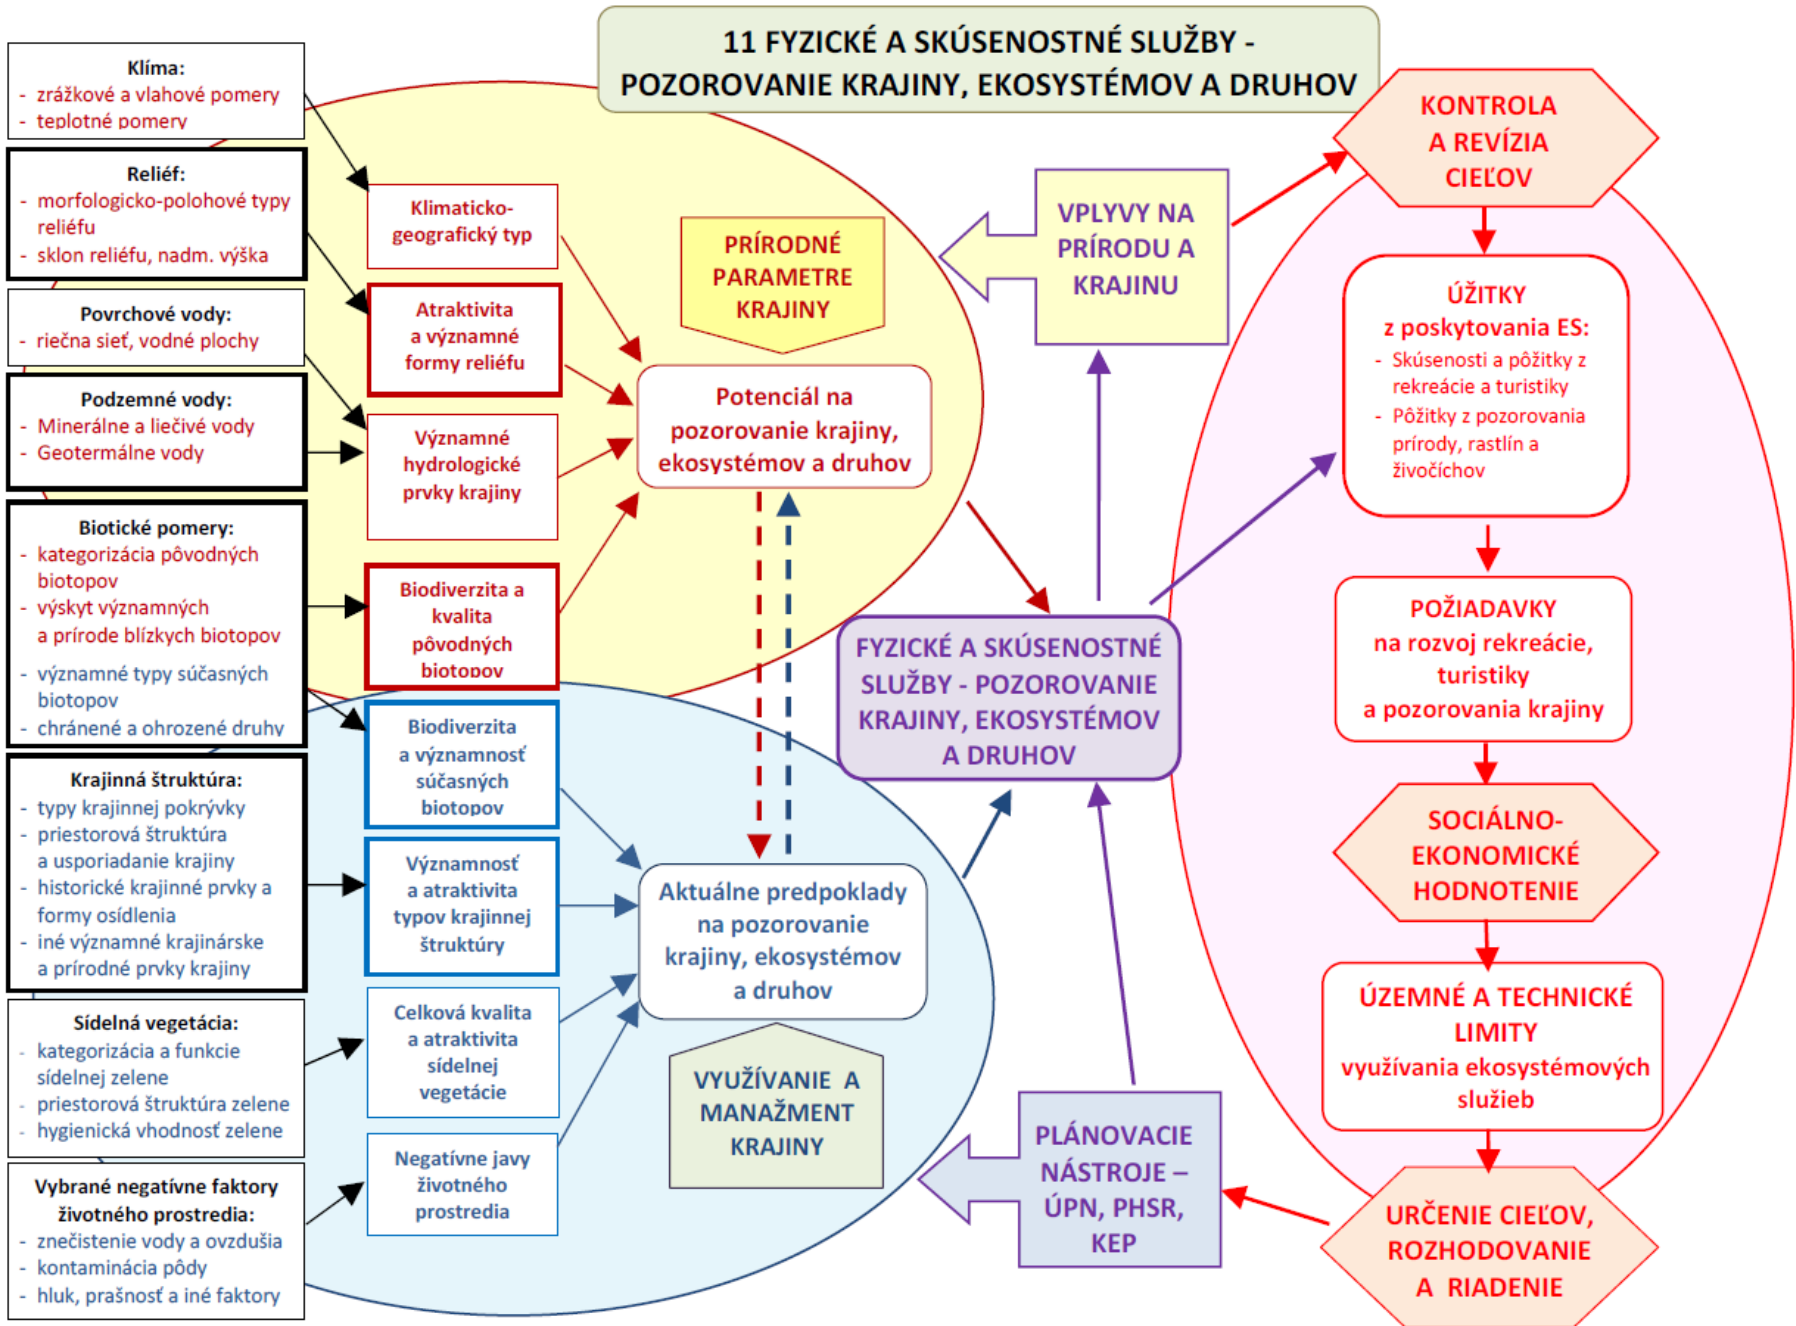 11 FYZICKÉ A SKÚSENOSTNÉ SLUŽBY -
POZOROVANIE KRAJINY, EKOSYSTÉMOV A DRUHOV
Klíma:
- zrážkové a vlahové pomery
- teplotné pomery
Reliéf:
- morfologicko-polohové typy
reliéfu
- sklon reliéfu, nadm. výška
Povrchové vody:
- riečna sieť, vodné plochy
Podzemné vody:
- Minerálne a liečivé vody
- Geotermálne vody
Biotické pomery:
- kategorizácia pôvodných
biotopov
- výskyt významných
a prírode blízkych biotopov
- významné typy súčasných
biotopov
- chránené a ohrozené druhy
Krajinná štruktúra:
- typy krajinnej pokrývky
- priestorová štruktúra
a usporiadanie krajiny
- historické krajinné prvky a
formy osídlenia
- iné významné krajinárske
a prírodné prvky krajiny
Sídelná vegetácia:
- kategorizácia a funkcie
sídelnej zelene
- priestorová štruktúra zelene
- hygienická vhodnosť zelene
Vybrané negatívne faktory
životného prostredia:
- znečistenie vody a ovzdušia
- kontaminácia pôdy
- hluk, prašnosť a iné faktory
Klimaticko-
geografický typ
Atraktivita
a významné
formy reliéfu
Významné
hydrologické
prvky krajiny
Biodiverzita a
kvalita
pôvodných
biotopov
Biodiverzita
a významnosť
súčasných
biotopov
Významnosť
a atraktivita
typov krajinnej
štruktúry
Celková kvalita
a atraktivita
sídelnej
vegetácie
Negatívne javy
životného
prostredia
PRÍRODNÉ
PARAMETRE
KRAJINY
Potenciál na
pozorovanie krajiny,
ekosystémov a druhov
Aktuálne predpoklady
na pozorovanie
krajiny, ekosystémov
a druhov
VYUŽÍVANIE A
MANAŽMENT
KRAJINY
VPLYVY NA
PRÍRODU A
KRAJINU
FYZICKÉ A SKÚSENOSTNÉ
SLUŽBY - POZOROVANIE
KRAJINY, EKOSYSTÉMOV
A DRUHOV
PLÁNOVACIE
NÁSTROJE –
ÚPN, PHSR,
KEP
KONTROLA
A REVÍZIA
CIEĽOV
ÚŽITKY
z poskytovania ES:
- Skúsenosti a pôžitky z
rekreácie a turistiky
- Pôžitky z pozorovania
prírody, rastlín a
živočíchov
POŽIADAVKY
na rozvoj rekreácie,
turistiky
a pozorovania krajiny
SOCIÁLNO-
EKONOMICKÉ
HODNOTENIE
ÚZEMNÉ A TECHNICKÉ
LIMITY
využívania ekosystémových
služieb
URČENIE CIEĽOV,
ROZHODOVANIE
A RIADENIE